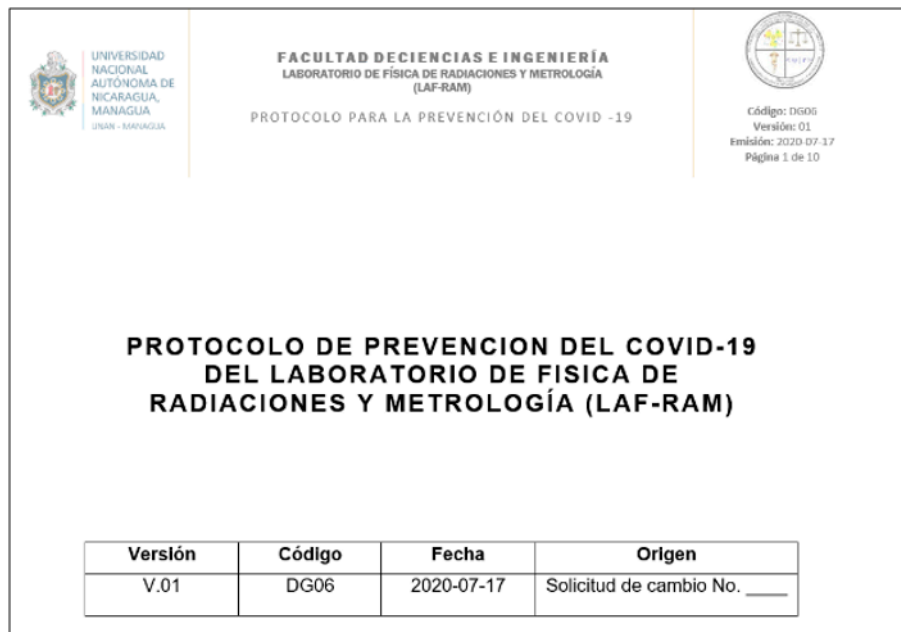 UNIVERSIDAD
NACIONAL
AUTÓNOMA DE
NICARAGUA,
MANAGUA
UNAN - MANAGUA
FACULTAD DECIENCIAS E INGENIERÍA
LABORATORIO DE FÍSICA DE RADIACIONES Y METROLOGÍA
(LAF-RAM)
PROTOCOLO PARA LA PREVENCIÓN DEL COVID -19
Código: DG06
Versión: 01
Emisión: 2020-07-17
Página 1 de 10
PROTOCOLO DE PREVENCION DEL COVID-19
DEL LABORATORIO DE FISICA DE
RADIACIONES Y METROLOGÍA (LAF-RAM)
Versión Código Fecha Origen
V.01 DG06 2020-07-17 Solicitud de cambio No. ____